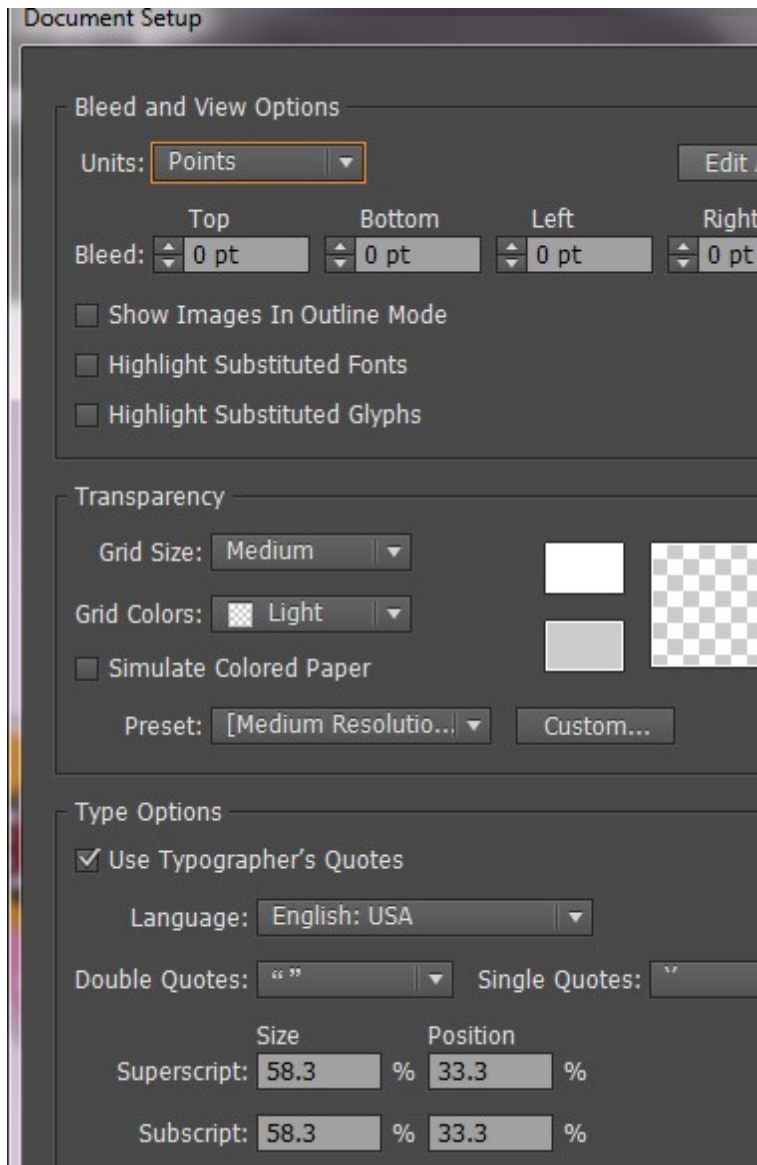 Document Setup
Bleed and View Options
Units: Points Edit
Top Bottom Left Right
Bleed: 0 pt 0 pt 0 pt 0 pt
Show Images In Outline Mode
Highlight Substituted Fonts
Highlight Substituted Glyphs
Transparency
Grid Size: Medium
Grid Colors: Light
Simulate Colored Paper
Preset: [Medium Resolutio... Custom...
Type Options
Use Typographer’s Quotes
Language: English: USA
Double Quotes: “ ” Single Quotes: ‘’
Size Position
Superscript: 58.3 % 33.3 %
Subscript: 58.3 % 33.3 %